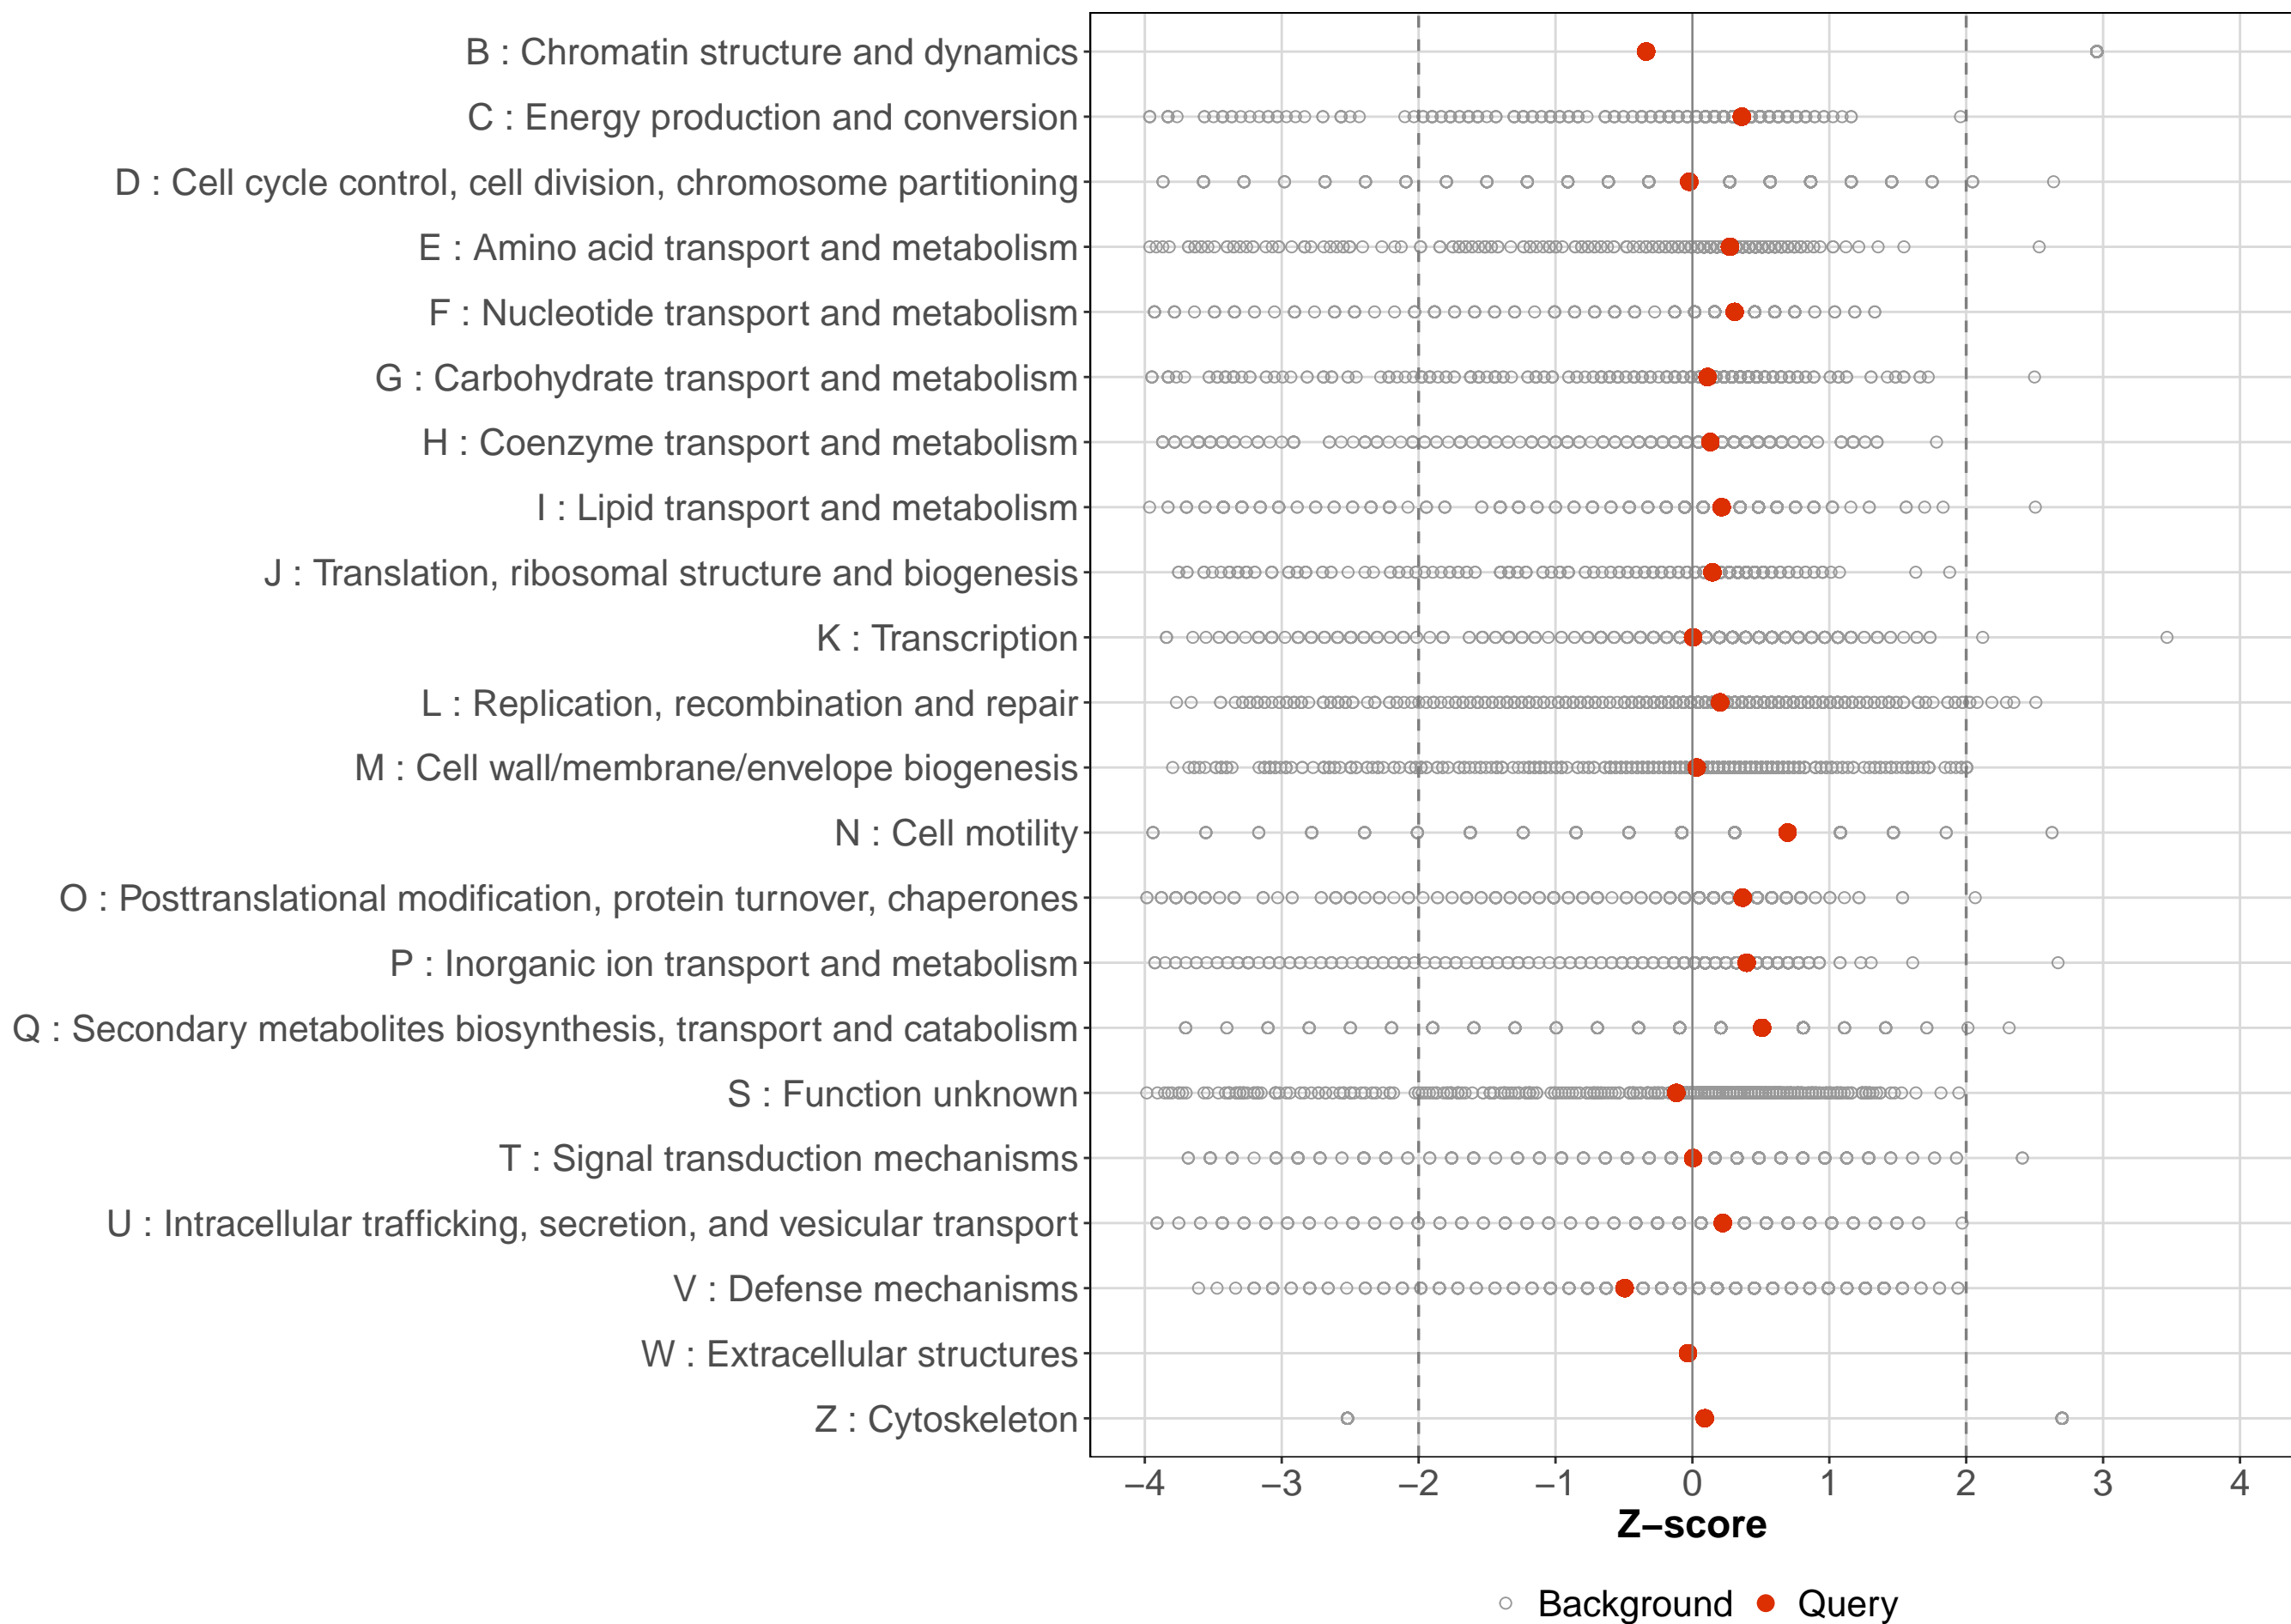 B : Chromatin structure and dynamics
C : Energy production and conversion
D : Cell cycle control, cell division, chromosome partitioning
E : Amino acid transport and metabolism
F : Nucleotide transport and metabolism
G : Carbohydrate transport and metabolism
H : Coenzyme transport and metabolism
I : Lipid transport and metabolism
J : Translation, ribosomal structure and biogenesis
K : Transcription
L : Replication, recombination and repair
M : Cell wall/membrane/envelope biogenesis
N : Cell motility
O : Posttranslational modification, protein turnover, chaperones
P : Inorganic ion transport and metabolism
Q : Secondary metabolites biosynthesis, transport and catabolism
S : Function unknown
T : Signal transduction mechanisms
U : Intracellular trafficking, secretion, and vesicular transport
V : Defense mechanisms
W : Extracellular structures
Z : Cytoskeleton
−4 −3 −2 −1 0 1 2 3 4
Z−score
Background Query